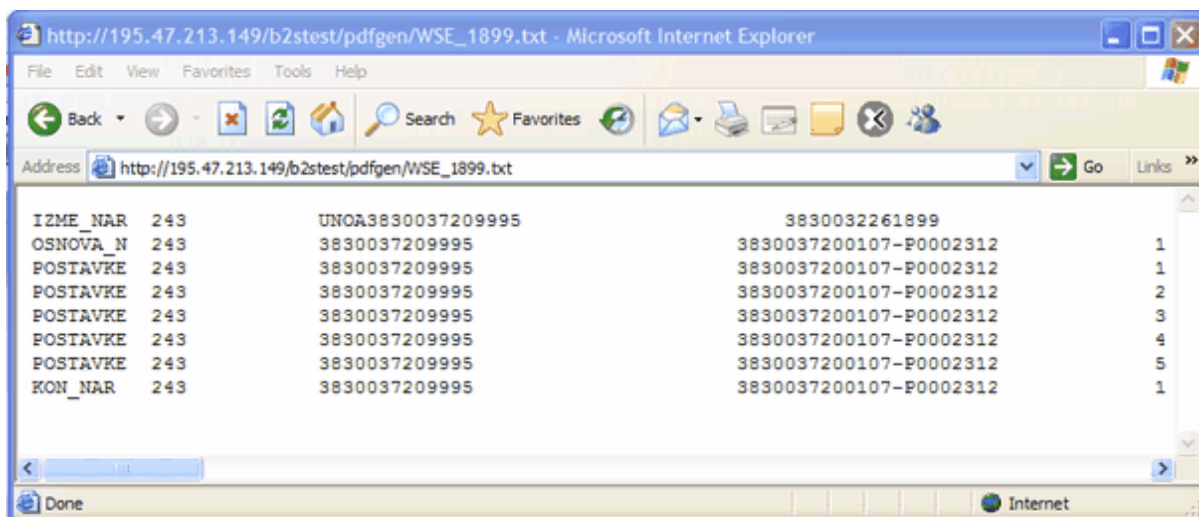 http://195.47.213.149/b2stest/pdfgen/WSE_1899.txt - Microsoft Internet Explorer
File Edit View Favorites Tools Help
Back Search Favorites
Address http://195.47.213.149/b2stest/pdfgen/WSE_1899.txt Go Links »
IZME_NAR 243 UNOA3830037209995 3830032261899
OSNOVA_N 243 3830037209995 3830037200107-P0002312 1
POSTAVKE 243 3830037209995 3830037200107-P0002312 1
POSTAVKE 243 3830037209995 3830037200107-P0002312 2
POSTAVKE 243 3830037209995 3830037200107-P0002312 3
POSTAVKE 243 3830037209995 3830037200107-P0002312 4
POSTAVKE 243 3830037209995 3830037200107-P0002312 5
KON_NAR 243 3830037209995 3830037200107-P0002312 1
Done Internet